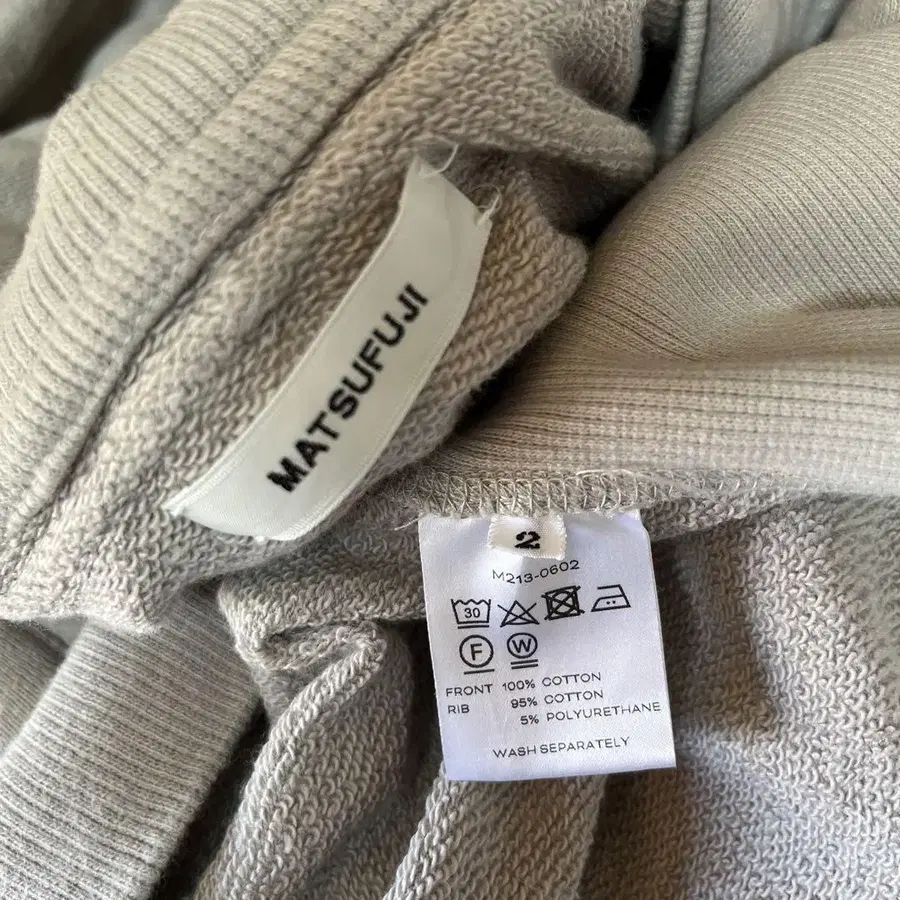 MATSUFUJI
2
M213-0602
30
F W
FRONT 100% COTTON
RIB 95% COTTON
5% POLYURETHANE
WASH SEPARATELY